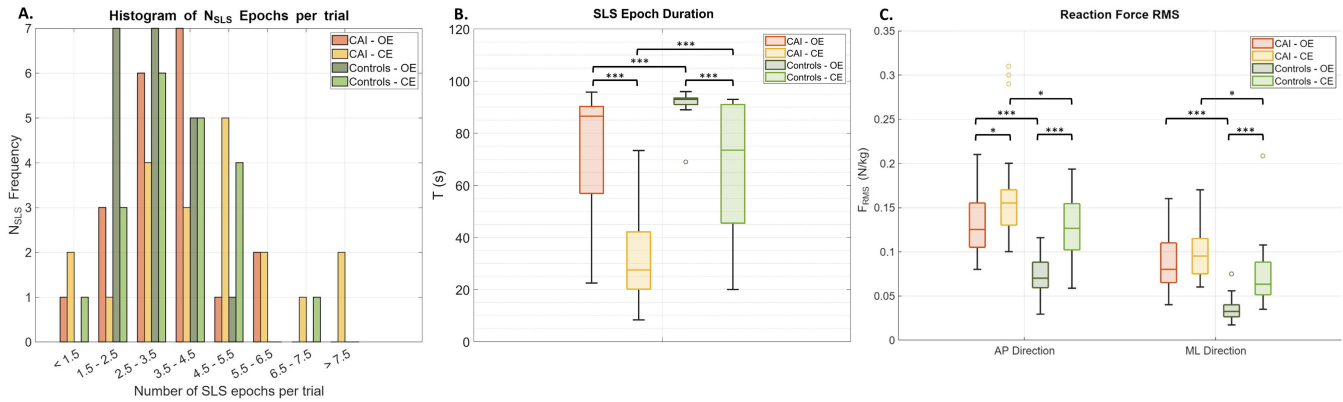 A.
Histogram of NSLS Epochs per trial
NSLS Frequency
7
6
5
4
3
2
1
0
CAI - OE
CAI - CE
Controls - OE
Controls - CE
< 1.5
1.5 - 2.5
2.5 - 3.5
3.5 - 4.5
4.5 - 5.5
5.5 - 6.5
6.5 - 7.5
> 7.5
Number of SLS epochs per trial
B.
SLS Epoch Duration
T (s)
120
100
80
60
40
20
0
CAI - OE
CAI - CE
Controls - OE
Controls - CE
***
***
***
***
C.
Reaction Force RMS
FRMS (N/kg)
0.35
0.3
0.25
0.2
0.15
0.1
0.05
0
CAI - OE
CAI - CE
Controls - OE
Controls - CE
*
***
*
***
*
***
***
AP Direction
ML Direction